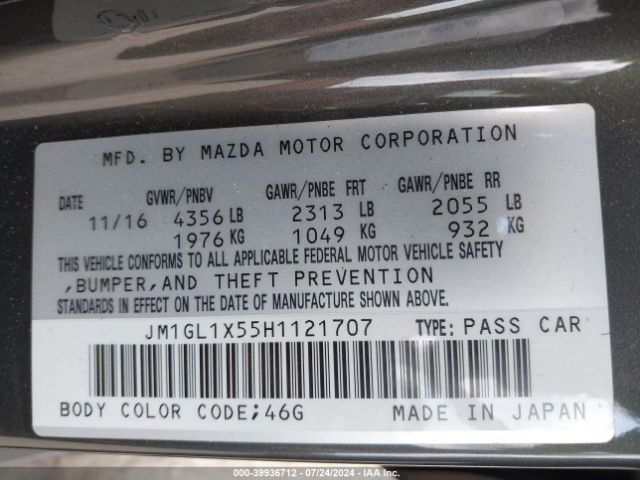 MFD. BY MAZDA MOTOR CORPORATION
DATE GVWR/PNBV GAWR/PNBE FRT GAWR/PNBE RR
11/16 4356 LB 2313 LB 2055 LB
1976 KG 1049 KG 932 KG
THIS VEHICLE CONFORMS TO ALL APPLICABLE FEDERAL MOTOR VEHICLE SAFETY
,BUMPER,AND THEFT PREVENTION
STANDARDS IN EFFECT ON THE DATE OF MANUFACTURE SHOWN ABOVE.
JM1GL1X55H1121707 TYPE: PASS CAR
BODY COLOR CODE;46G MADE IN JAPAN
© COPY 39936712 - 07/24/2024 - IAA Inc.